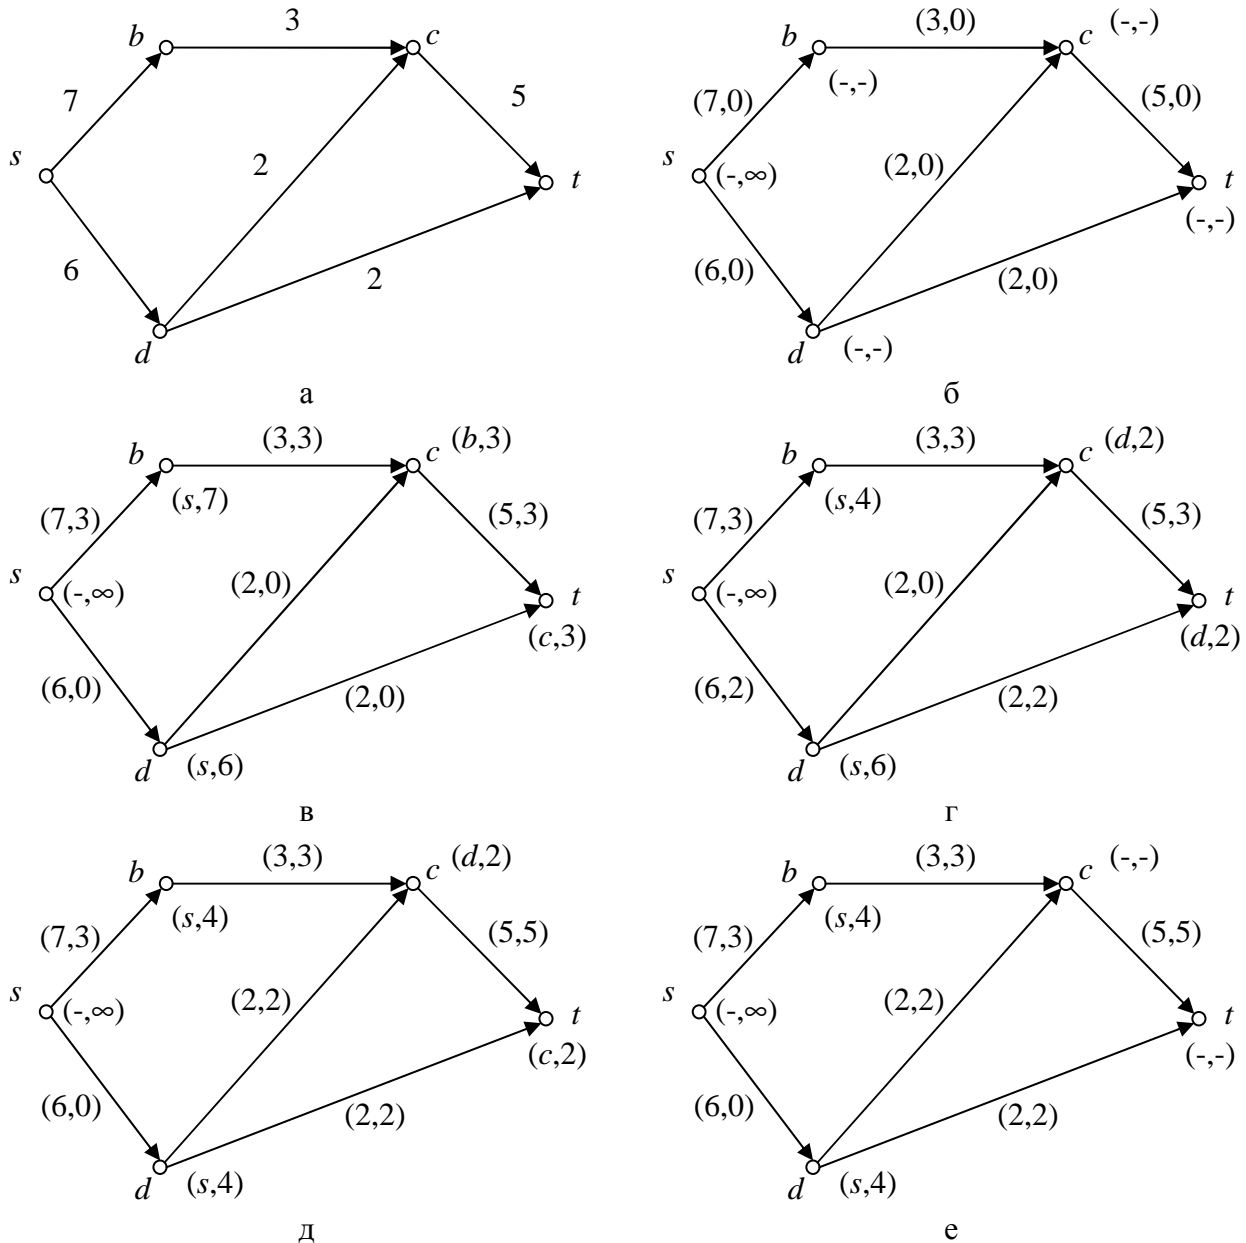 b 3 c
7 5
s 2 t
6 2
d
а
b (3,0) c (-,-)
(7,0) (-,-) (5,0)
s (-,∞) (2,0) t
(-,-)
(6,0) (2,0)
d (-,-)
б
b (3,3) c (b,3)
(7,3) (s,7) (5,3)
s (-,∞) (2,0) t
(c,3)
(6,0) (2,0)
d (s,6)
в
b (3,3) c (d,2)
(7,3) (s,4) (5,3)
s (-,∞) (2,0) t
(d,2)
(6,2) (2,2)
d (s,6)
г
b (3,3) c (d,2)
(7,3) (s,4) (5,5)
s (-,∞) (2,2) t
(c,2)
(6,0) (2,2)
d (s,4)
д
b (3,3) c (-,-)
(7,3) (s,4) (5,5)
s (-,∞) (2,2) t
(-,-)
(6,0) (2,2)
d (s,4)
е